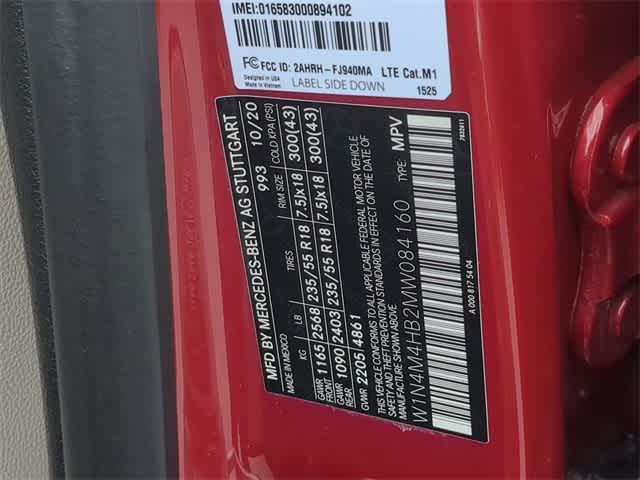 IMEI:016583000894102
FC FCC ID: 2AHRH-FJ940MA LTE Cat.M1
Designed in USA
Made in Vietnam
LABEL SIDE DOWN
1525
MFD BY MERCEDES-BENZ AG STUTTGART
MADE IN MEXICO 993 10/20
KG LB TIRES RIM SIZE COLD KPA (PSI)
GAWR FRONT 1165 2568 235/55 R18 7.5Jx18 300(43)
GAWR REAR 1090 2403 235/55 R18 7.5Jx18 300(43)
GVWR 2205 4861
THIS VEHICLE CONFORMS TO ALL APPLICABLE FEDERAL MOTOR VEHICLE
SAFETY AND THEFT PREVENTION STANDARDS IN EFFECT ON THE DATE OF
MANUFACTURE SHOWN ABOVE.
W1N4M4HB2MW084160 TYPE: MPV
A 000 817 54 04